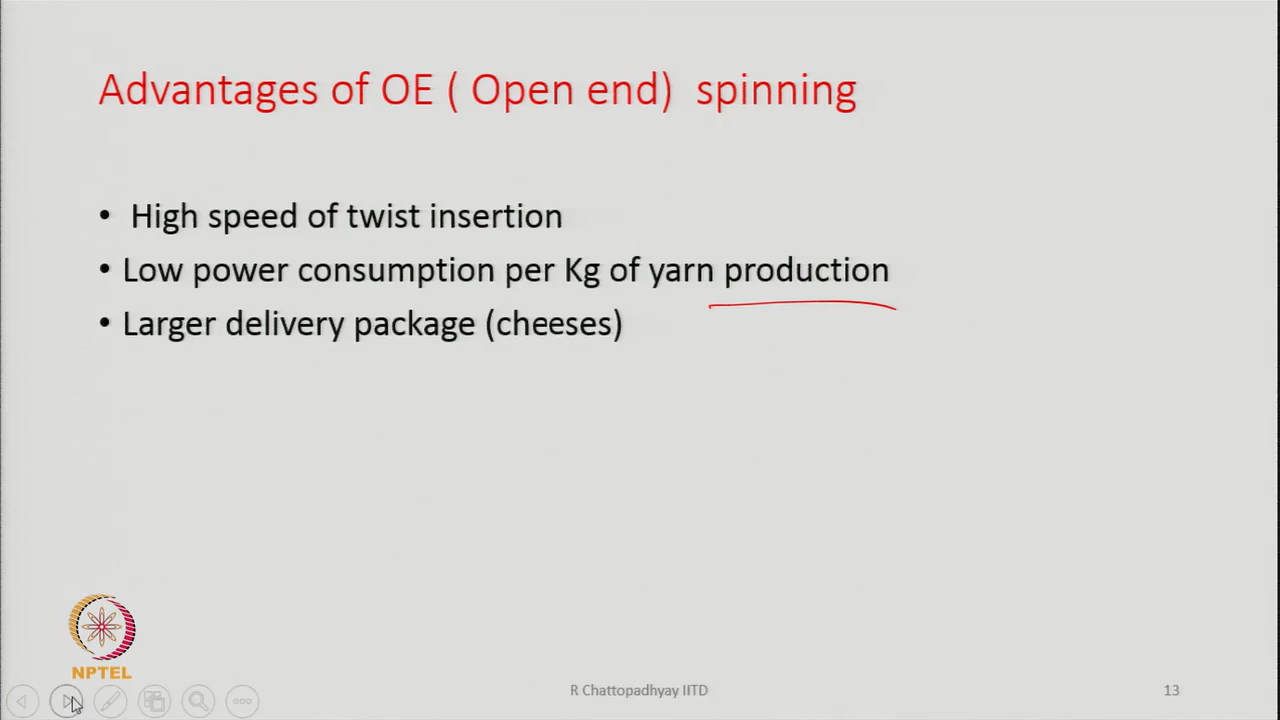 Advantages of OE ( Open end) spinning
• High speed of twist insertion
• Low power consumption per Kg of yarn production
• Larger delivery package (cheeses)
NPTEL
R Chattopadhyay IITD
13